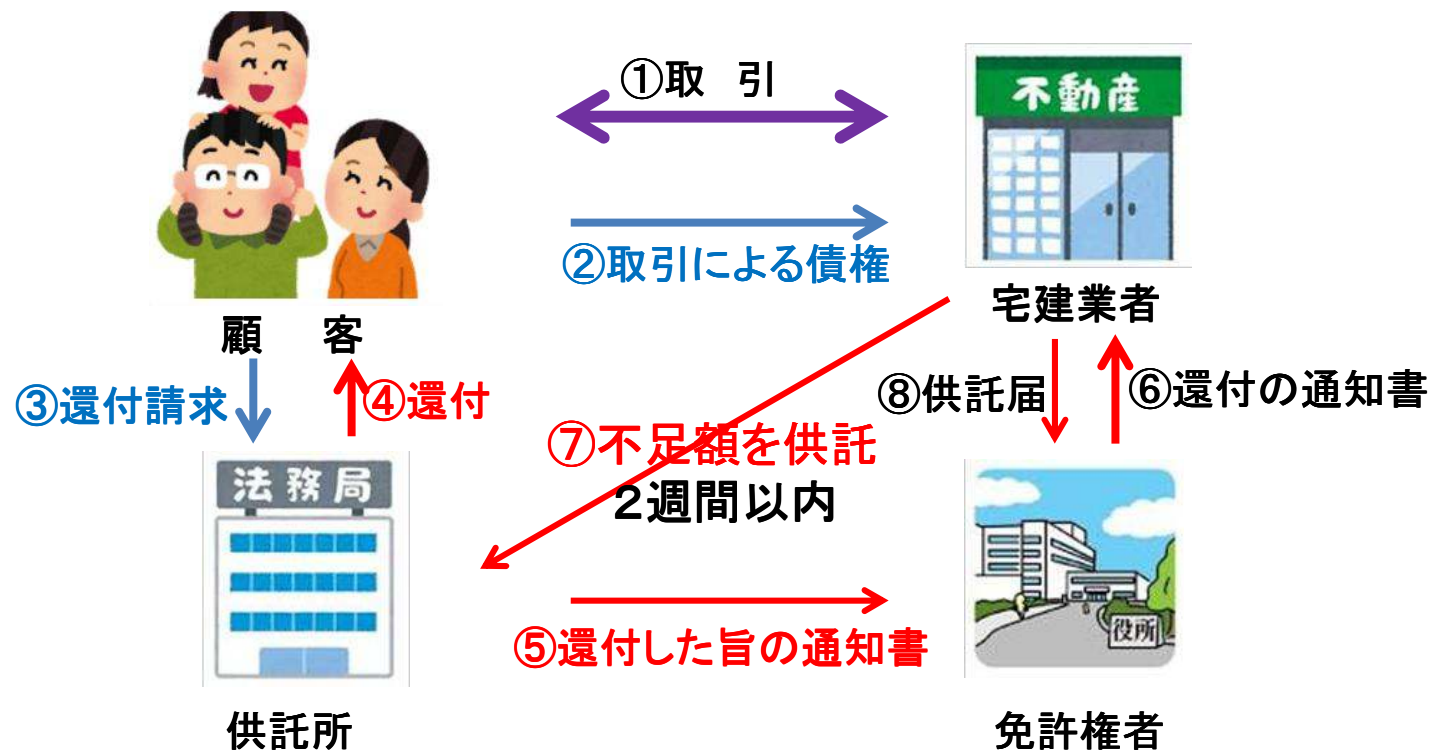 ①取 引
不動産
②取引による債権
宅建業者
顧 客
③還付請求
④還付
⑧供託届
⑥還付の通知書
⑦不足額を供託
2週間以内
法務局
役所
⑤還付した旨の通知書
供託所
免許権者